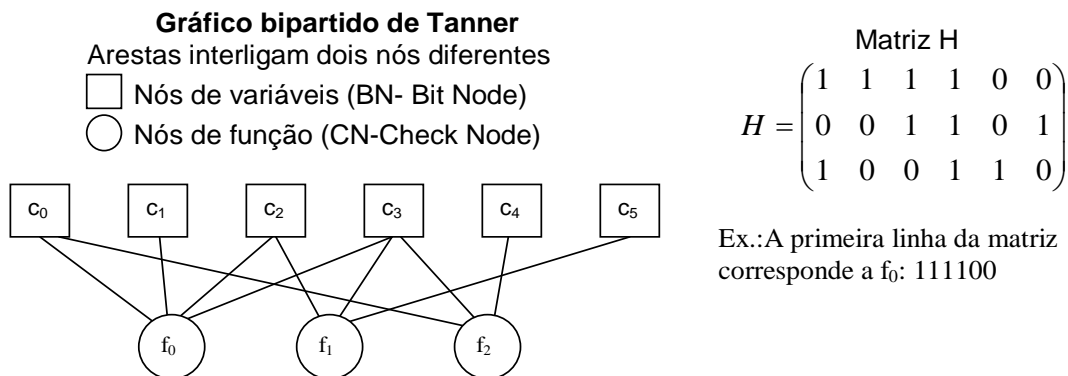 Gráfico bipartido de Tanner
Arestas interligam dois nós diferentes
Nós de variáveis (BN- Bit Node)
Nós de função (CN-Check Node)
c0 c1 c2 c3 c4 c5
f0 f1 f2
Matriz H
H = (1 1 1 1 0 0
0 0 1 1 0 1
1 0 0 1 1 0)
Ex.:A primeira linha da matriz
corresponde a f0: 111100